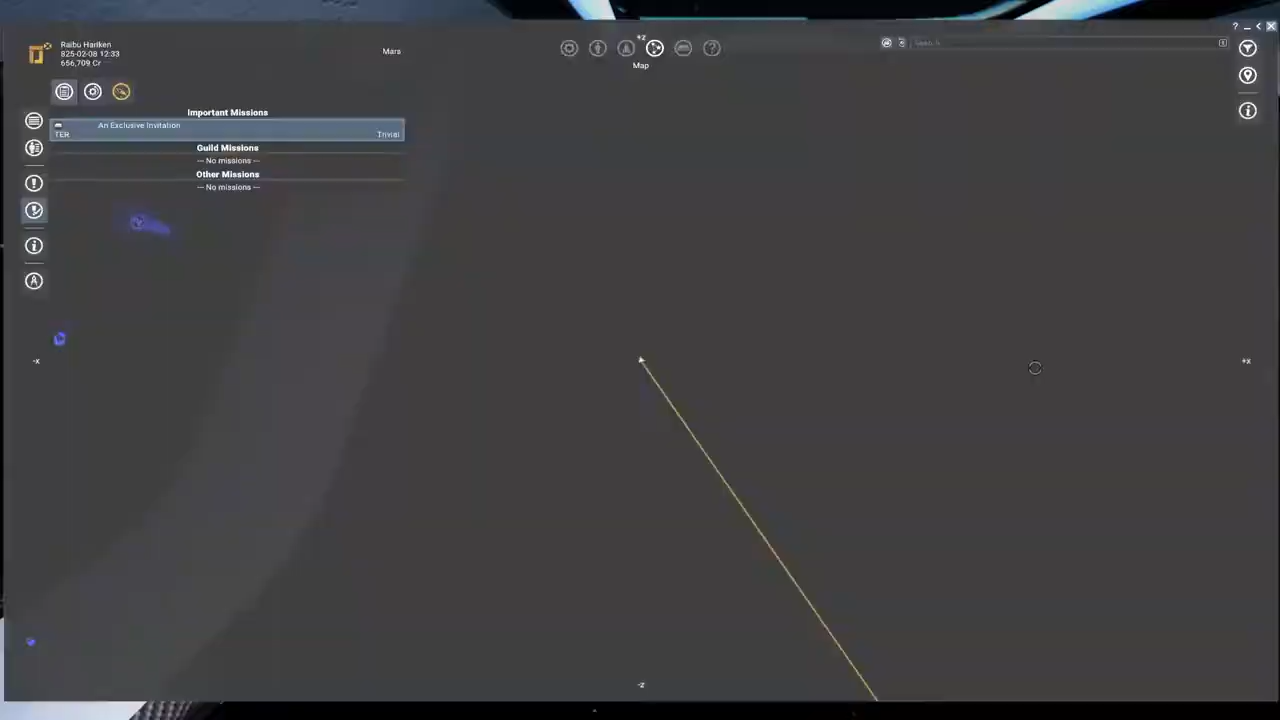 Raibu Hariken
825-02-08 12:33
656,709 Cr
Mars
+Z
?
? _ < X
Search
Map
Important Missions
An Exclusive Invitation
TER Trivial
Guild Missions
--- No missions ---
Other Missions
--- No missions ---
-X
+X
-Z